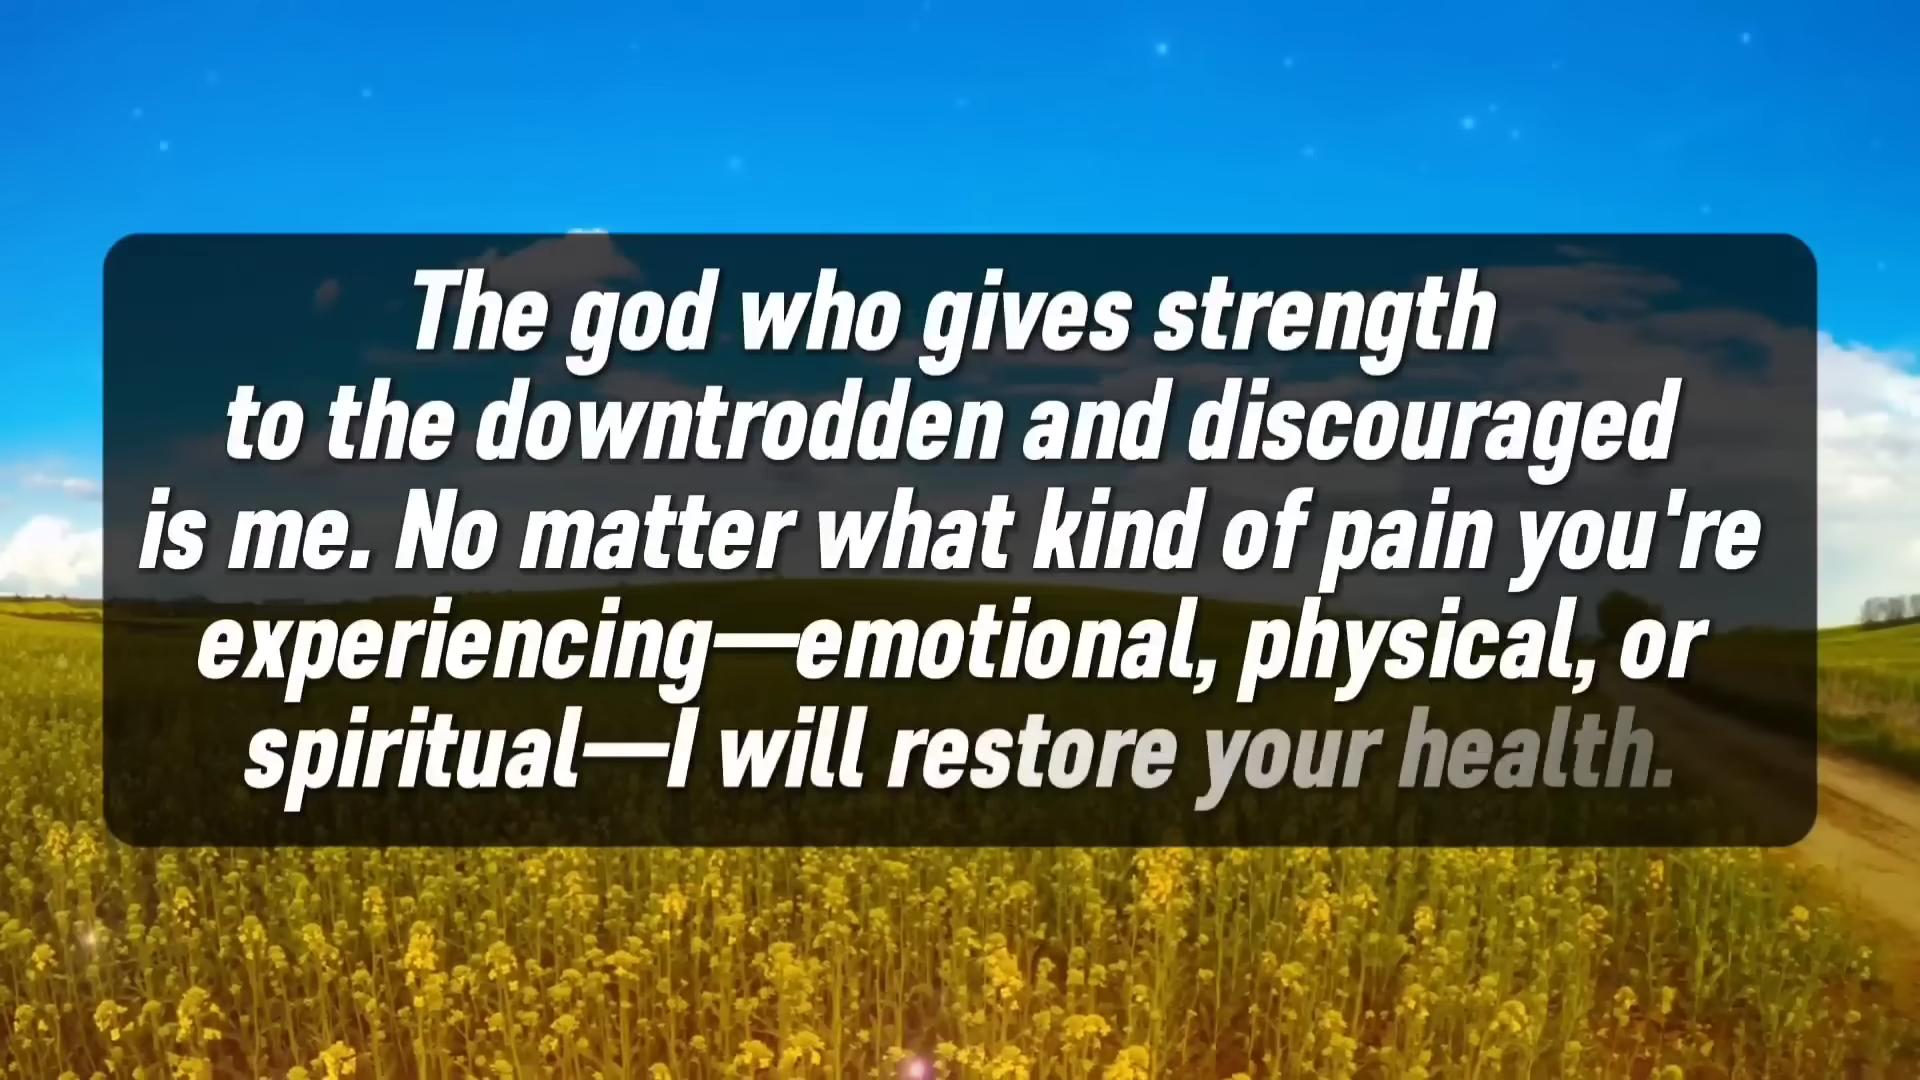 The god who gives strength
to the downtrodden and discouraged
is me. No matter what kind of pain you're
experiencing—emotional, physical, or
spiritual—I will restore your health.